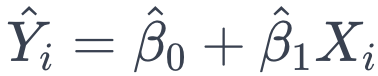 Ŷᵢ = β̂₀ + β̂₁Xᵢ